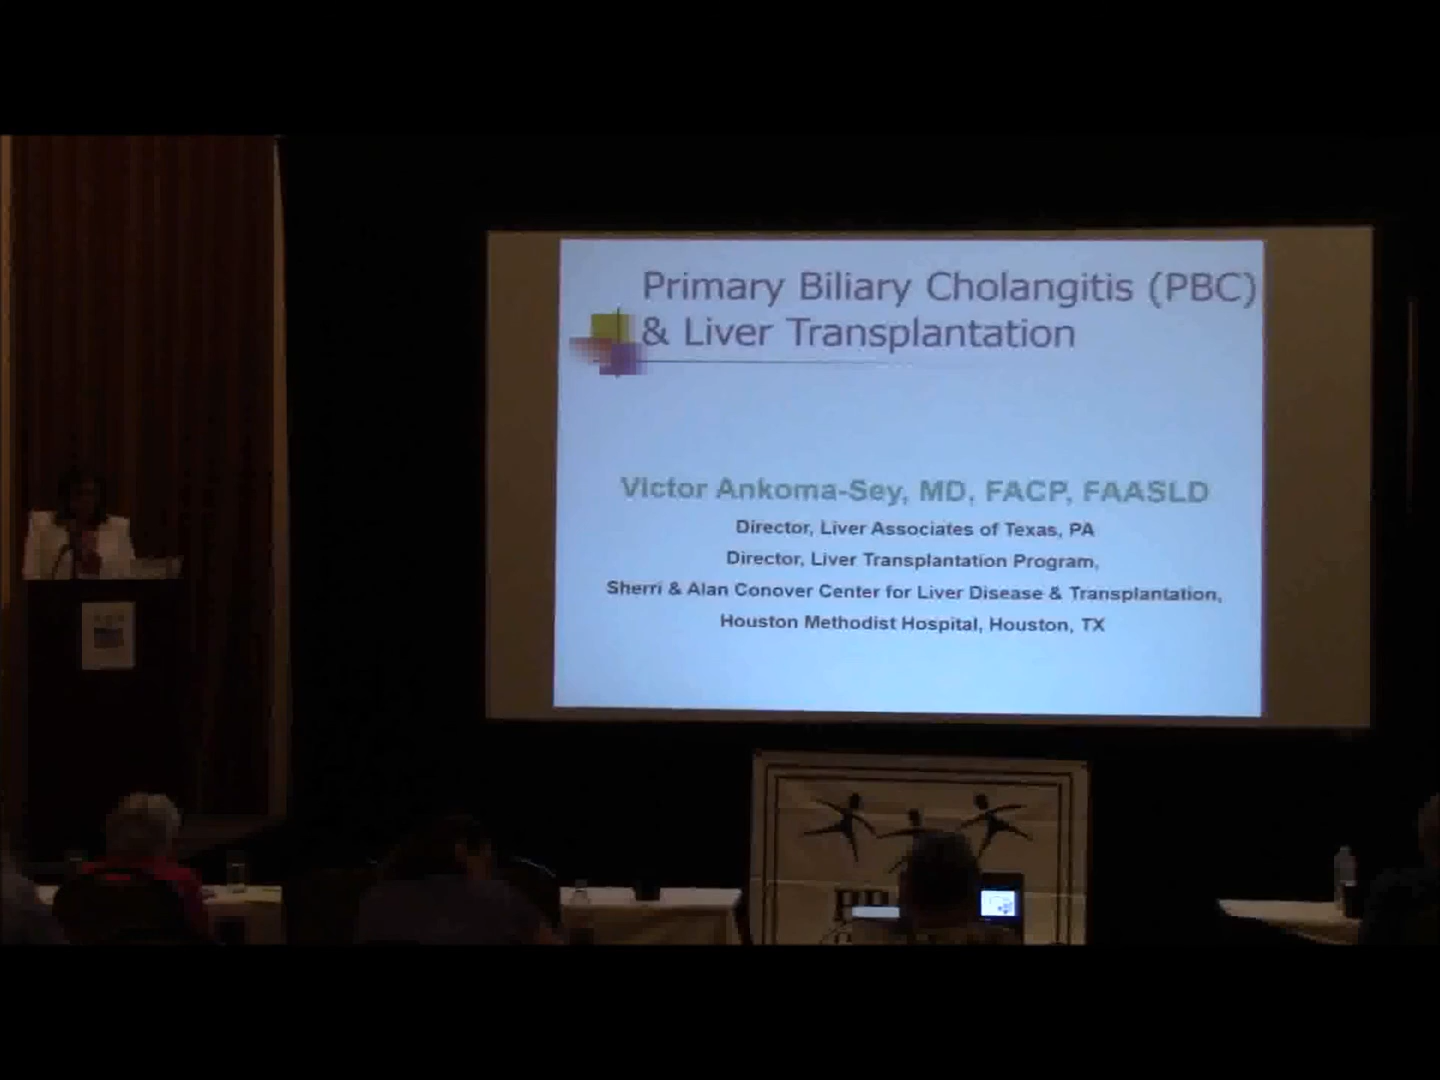 Primary Biliary Cholangitis (PBC)
& Liver Transplantation
Victor Ankoma-Sey, MD, FACP, FAASLD
Director, Liver Associates of Texas, PA
Director, Liver Transplantation Program,
Sherri & Alan Conover Center for Liver Disease & Transplantation,
Houston Methodist Hospital, Houston, TX